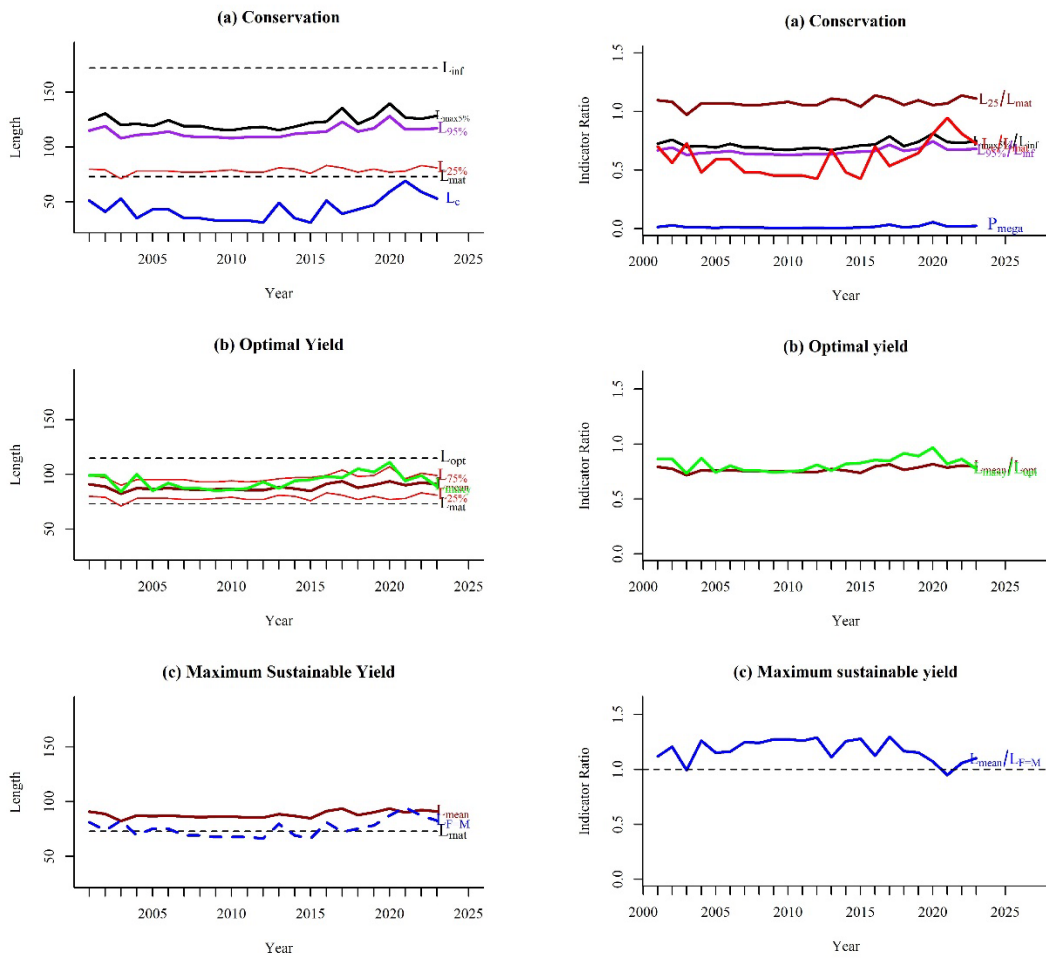 (a) Conservation
Length
50 100 150
L_inf
L_max5%
L_95%
L_25%
L_mat
L_c
2005 2010 2015 2020 2025
Year
(a) Conservation
Indicator Ratio
0.0 0.5 1.0 1.5
L_25/L_mat
L_95%/L_inf
P_mega
2000 2005 2010 2015 2020 2025
Year
(b) Optimal Yield
Length
50 100 150
L_opt
L_75%
L_mean
L_25%
L_mat
2005 2010 2015 2020 2025
Year
(b) Optimal yield
Indicator Ratio
0.0 0.5 1.0 1.5
L_mean/L_opt
2000 2005 2010 2015 2020 2025
Year
(c) Maximum Sustainable Yield
Length
50 100 150
L_mean
L_F=M
L_mat
2005 2010 2015 2020 2025
Year
(c) Maximum sustainable yield
Indicator Ratio
0.0 0.5 1.0 1.5
L_mean/L_F=M
2000 2005 2010 2015 2020 2025
Year